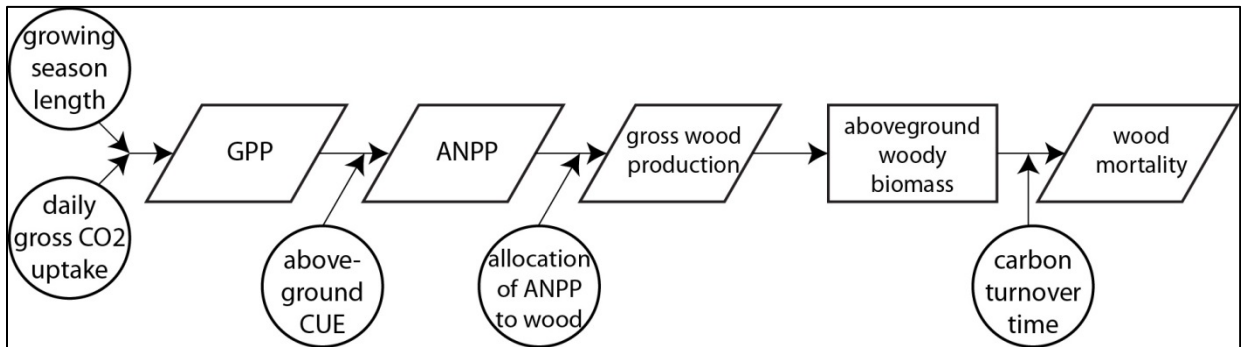 growing
season
length
daily
gross CO2
uptake
GPP
above-
ground
CUE
ANPP
allocation
of ANPP
to wood
gross wood
production
aboveground
woody
biomass
carbon
turnover
time
wood
mortality